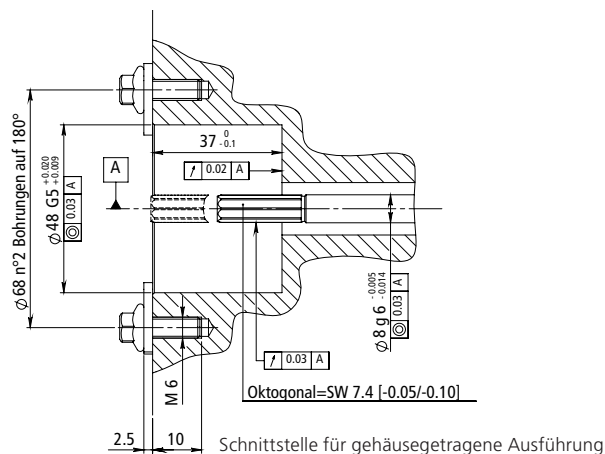 37 0
-0.1
0.02 A
A
⌀ 68 n°2 Bohrungen auf 180°
⌀ 48 G5 +0.020
+0.009
0.03 A
⌀ 8 g 6 -0.005
-0.014
0.03 A
0.03 A
M 6
Oktogonal=SW 7.4 [-0.05/-0.10]
2.5 10
Schnittstelle für gehäusegetragene Ausführung